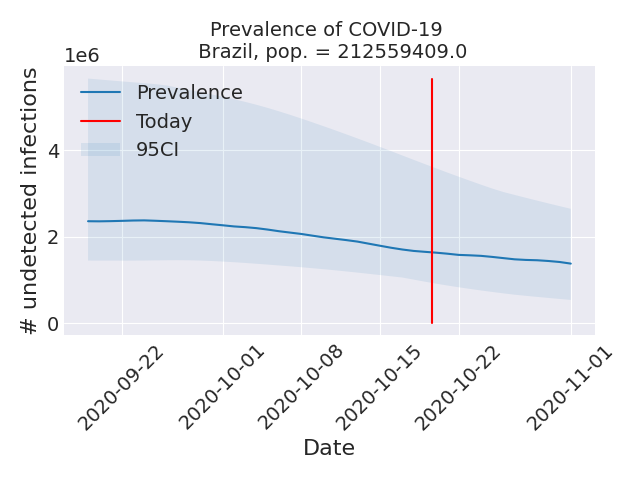 Prevalence of COVID-19
Brazil, pop. = 212559409.0
1e6
# undetected infections
4
2
0
Prevalence
Today
95CI
2020-09-22
2020-10-01
2020-10-08
2020-10-15
2020-10-22
2020-11-01
Date